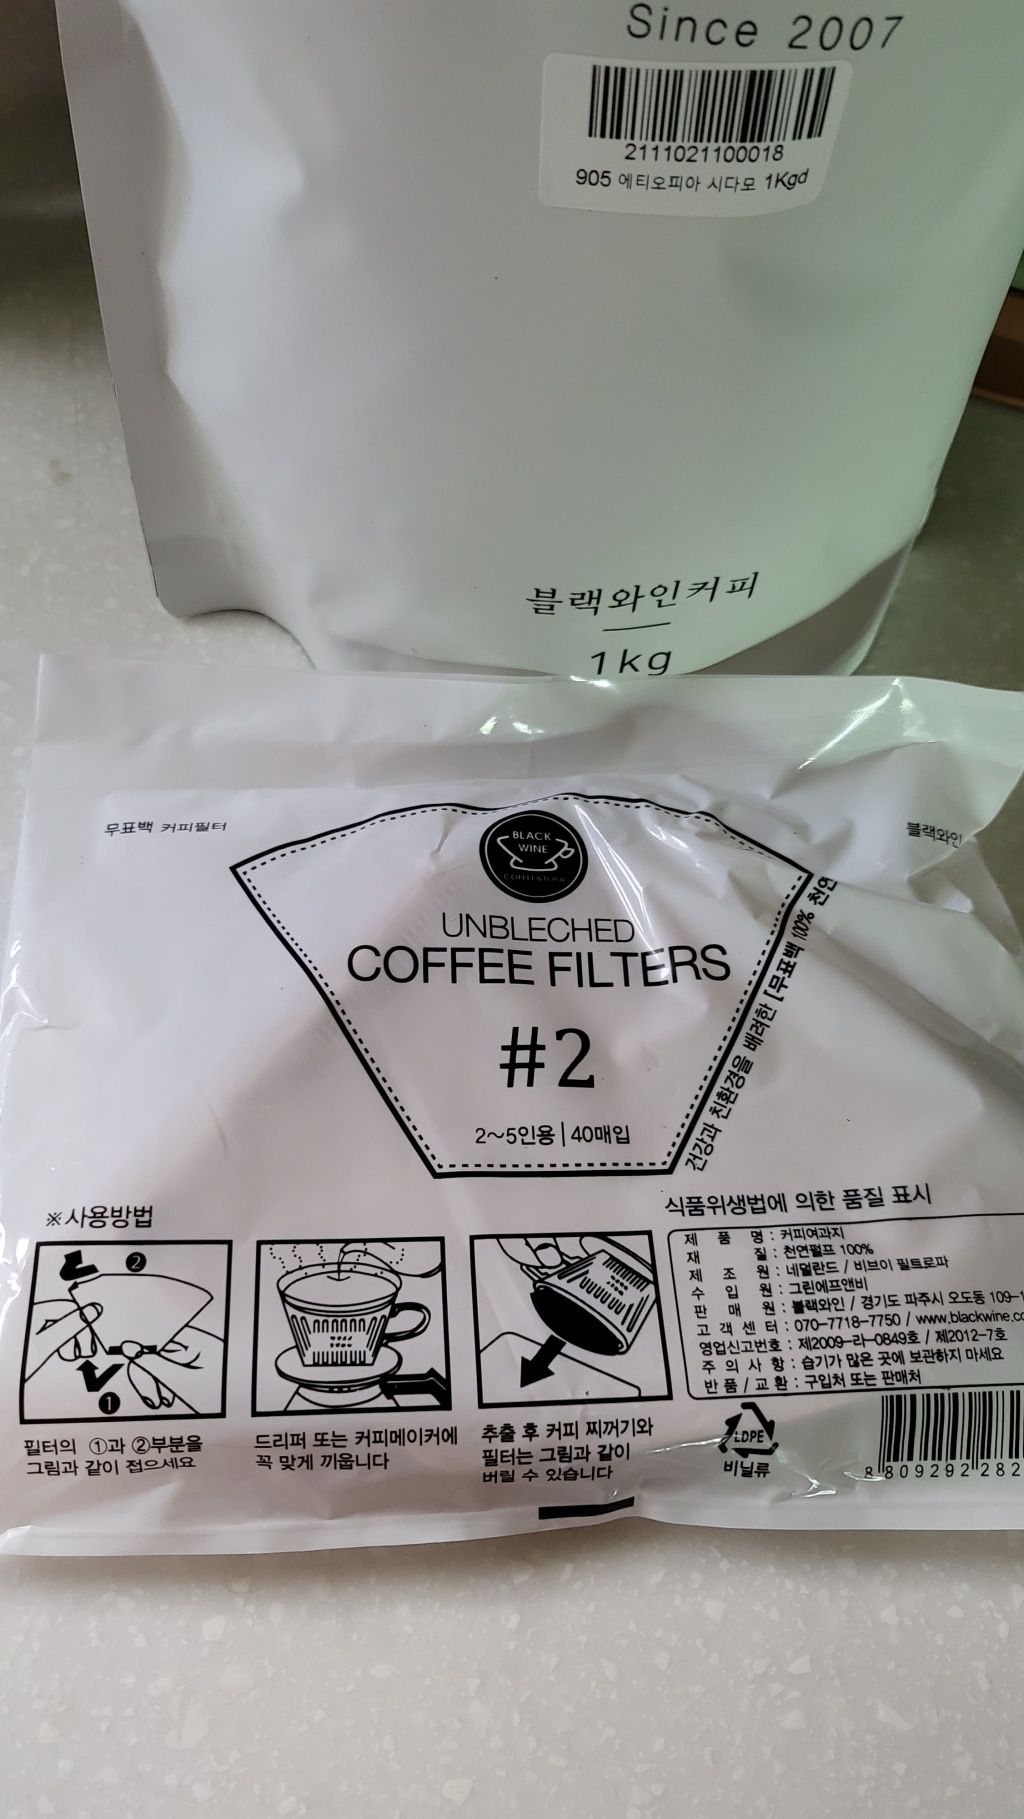 Since 2007
2111021100018
905 에티오피아 시다모 1Kgd
블랙와인커피
1kg
무표백 커피필터
블랙와인
BLACK
WINE
UNBLECHED
COFFEE FILTERS
#2
2~5인용 | 40매입
건강과 친환경을 배려한 [무표백 100% 천연
※사용방법
필터의 ①과 ②부분을
그림과 같이 접으세요
드리퍼 또는 커피메이커에
꼭 맞게 끼웁니다
추출 후 커피 찌꺼기와
필터는 그림과 같이
버릴 수 있습니다
식품위생법에 의한 품질 표시
제 품 명 : 커피여과지
재 질 : 천연펄프 100%
제 조 원 : 네덜란드 / 비브이 필트로파
수 입 원 : 그린에프앤비
판 매 원 : 블랙와인 / 경기도 파주시 오도동 109-1
고 객 센 터 : 070-7718-7750 / www.blackwine.co
영업신고번호 : 제2009-라-0849호 / 제2012-7호
주 의 사 항 : 습기가 많은 곳에 보관하지 마세요
반 품 / 교 환 : 구입처 또는 판매처
LDPE
비닐류
8 809292 282